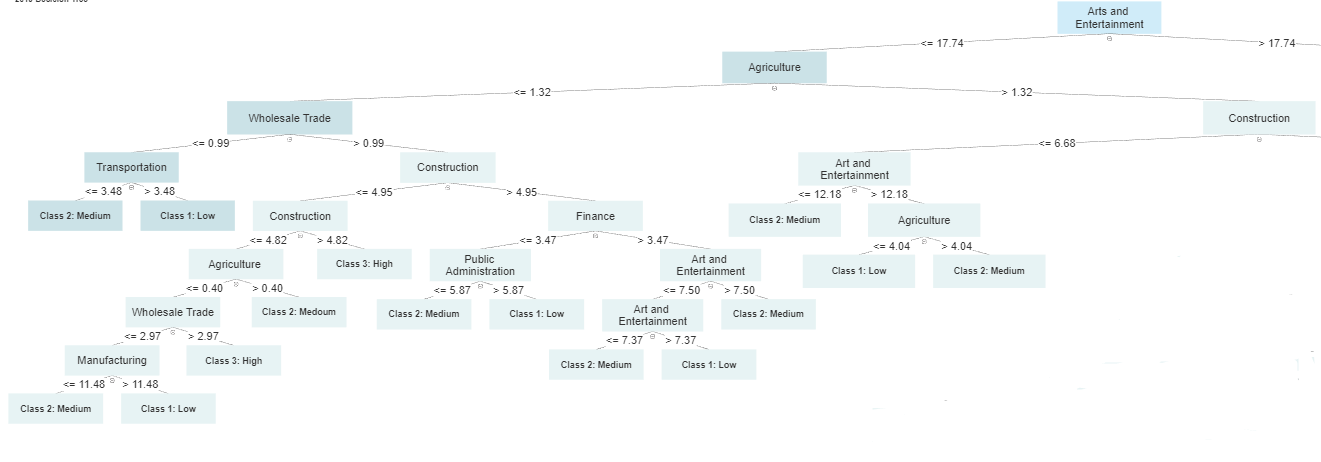 Arts and
Entertainment
<= 17.74
> 17.74
Agriculture
<= 1.32
> 1.32
Wholesale Trade
Construction
<= 0.99
> 0.99
<= 6.68
Transportation
Construction
Art and
Entertainment
<= 3.48
> 3.48
<= 4.95
> 4.95
<= 12.18
> 12.18
Class 2: Medium
Class 1: Low
Construction
Finance
Class 2: Medium
Agriculture
<= 4.82
> 4.82
<= 3.47
> 3.47
<= 4.04
> 4.04
Agriculture
Class 3: High
Public
Administration
Art and
Entertainment
Class 1: Low
Class 2: Medium
<= 0.40
> 0.40
<= 5.87
> 5.87
<= 7.50
> 7.50
Wholesale Trade
Class 2: Medoum
Class 2: Medium
Class 1: Low
Art and
Entertainment
Class 2: Medium
<= 2.97
> 2.97
<= 7.37
> 7.37
Manufacturing
Class 3: High
Class 2: Medium
Class 1: Low
<= 11.48
> 11.48
Class 2: Medium
Class 1: Low